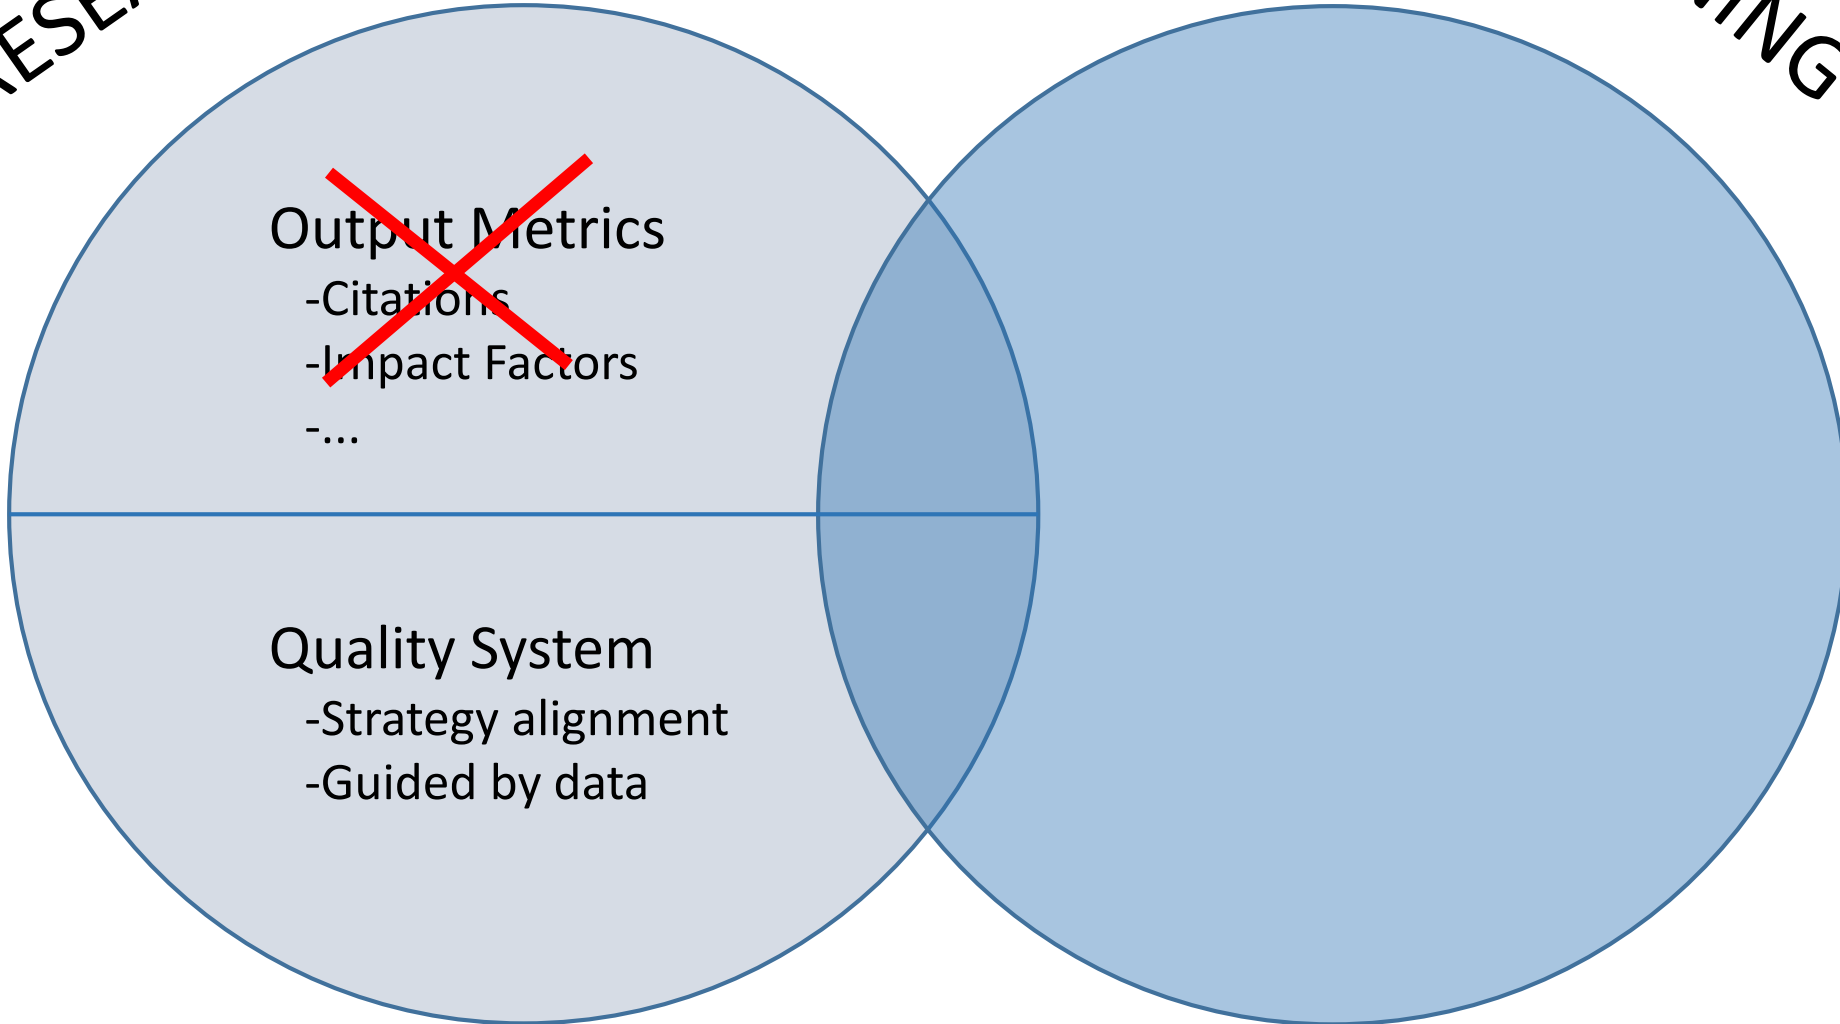 Output Metrics
-Citations
-Impact Factors
-...
Quality System
-Strategy alignment
-Guided by data